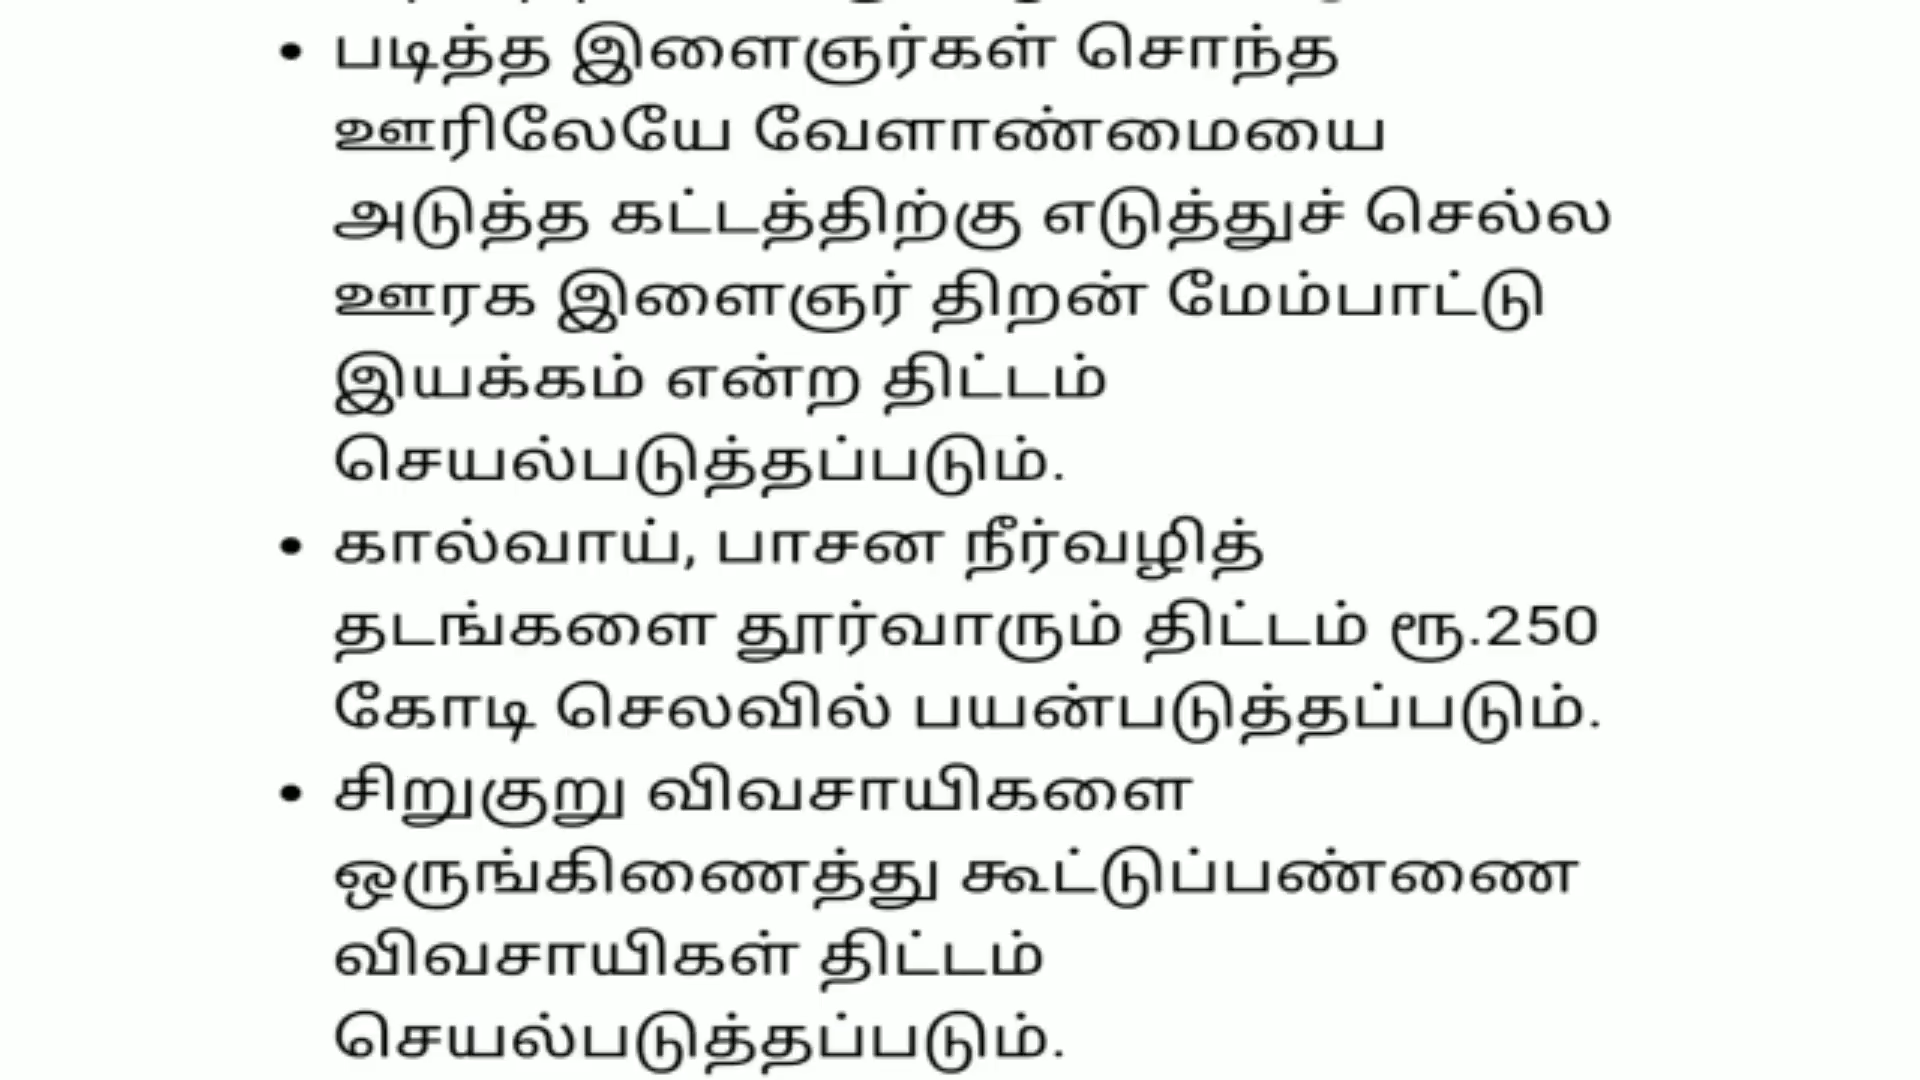 • படித்த இளைஞர்கள் சொந்த
ஊரிலேயே வேளாண்மையை
அடுத்த கட்டத்திற்கு எடுத்துச் செல்ல
ஊரக இளைஞர் திறன் மேம்பாட்டு
இயக்கம் என்ற திட்டம்
செயல்படுத்தப்படும்.
• கால்வாய், பாசன நீர்வழித்
தடங்களை தூர்வாரும் திட்டம் ரூ.250
கோடி செலவில் பயன்படுத்தப்படும்.
• சிறுகுறு விவசாயிகளை
ஒருங்கிணைத்து கூட்டுப்பண்ணை
விவசாயிகள் திட்டம்
செயல்படுத்தப்படும்.